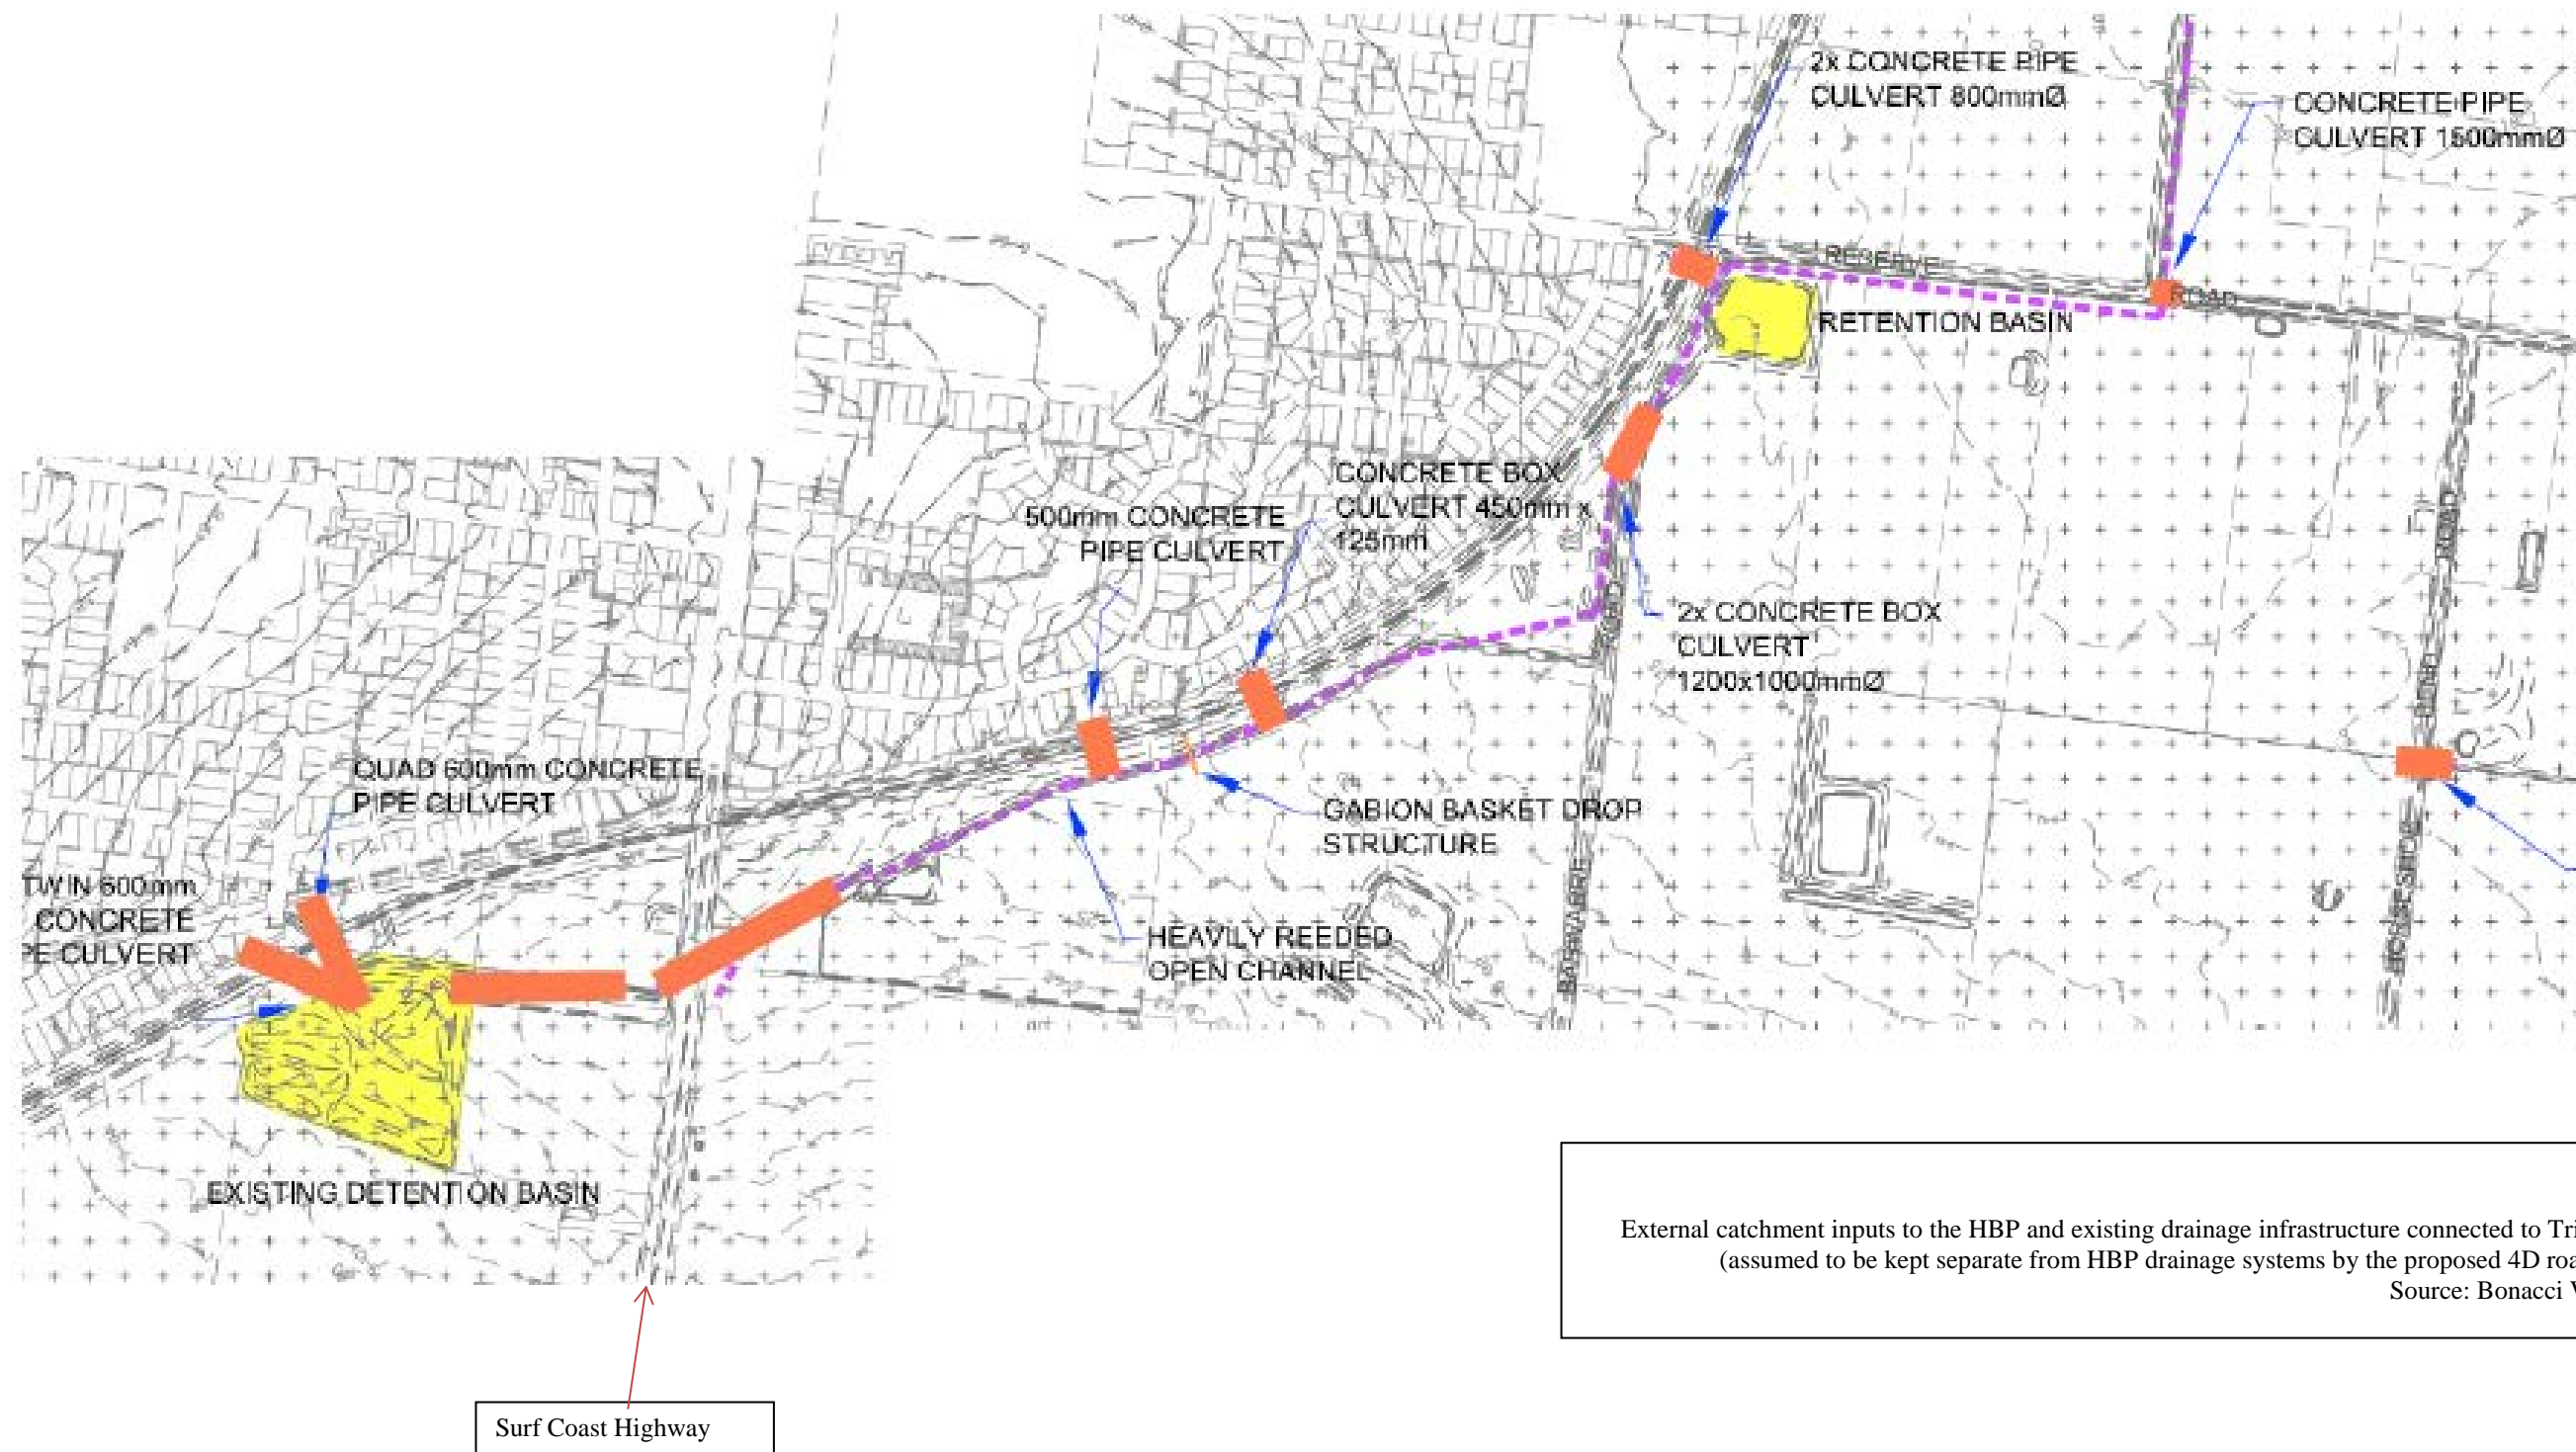 2x CONCRETE PIPE
CULVERT 800mmØ
CONCRETE PIPE
CULVERT 1500mmØ
RESERVE
ROAD
RETENTION BASIN
CONCRETE BOX
CULVERT 450mm x
125mm
500mm CONCRETE
PIPE CULVERT
ROAD
2x CONCRETE BOX
CULVERT
1200x1000mmØ
ROAD
QUAD 600mm CONCRETE
PIPE CULVERT
GABION BASKET DROP
STRUCTURE
TWIN 600mm
CONCRETE
PE CULVERT
HEAVILY REEDED
OPEN CHANNEL
HORSESHOE
BEND
EXISTING DETENTION BASIN
External catchment inputs to the HBP and existing drainage infrastructure connected to Tri
(assumed to be kept separate from HBP drainage systems by the proposed 4D roa
Source: Bonacci W
Surf Coast Highway